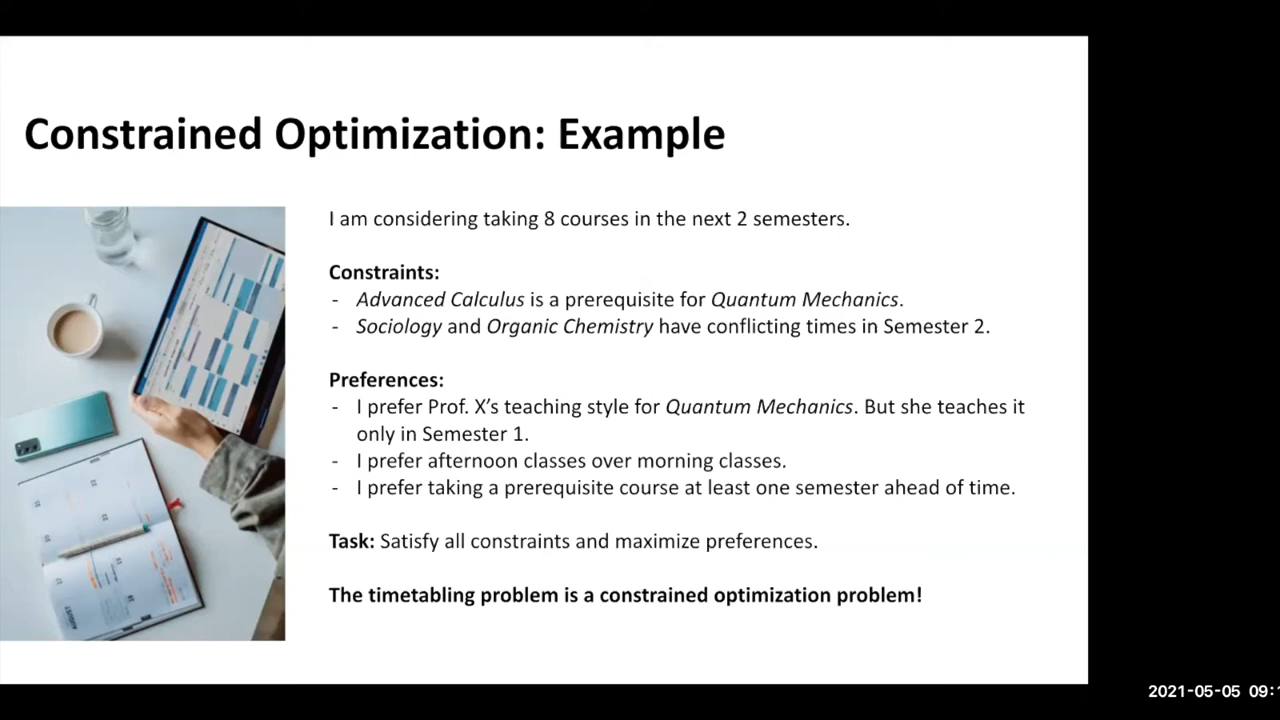 Constrained Optimization: Example
I am considering taking 8 courses in the next 2 semesters.
Constraints:
- Advanced Calculus is a prerequisite for Quantum Mechanics.
- Sociology and Organic Chemistry have conflicting times in Semester 2.
Preferences:
- I prefer Prof. X's teaching style for Quantum Mechanics. But she teaches it
only in Semester 1.
- I prefer afternoon classes over morning classes.
- I prefer taking a prerequisite course at least one semester ahead of time.
Task: Satisfy all constraints and maximize preferences.
The timetabling problem is a constrained optimization problem!
2021-05-05 09: